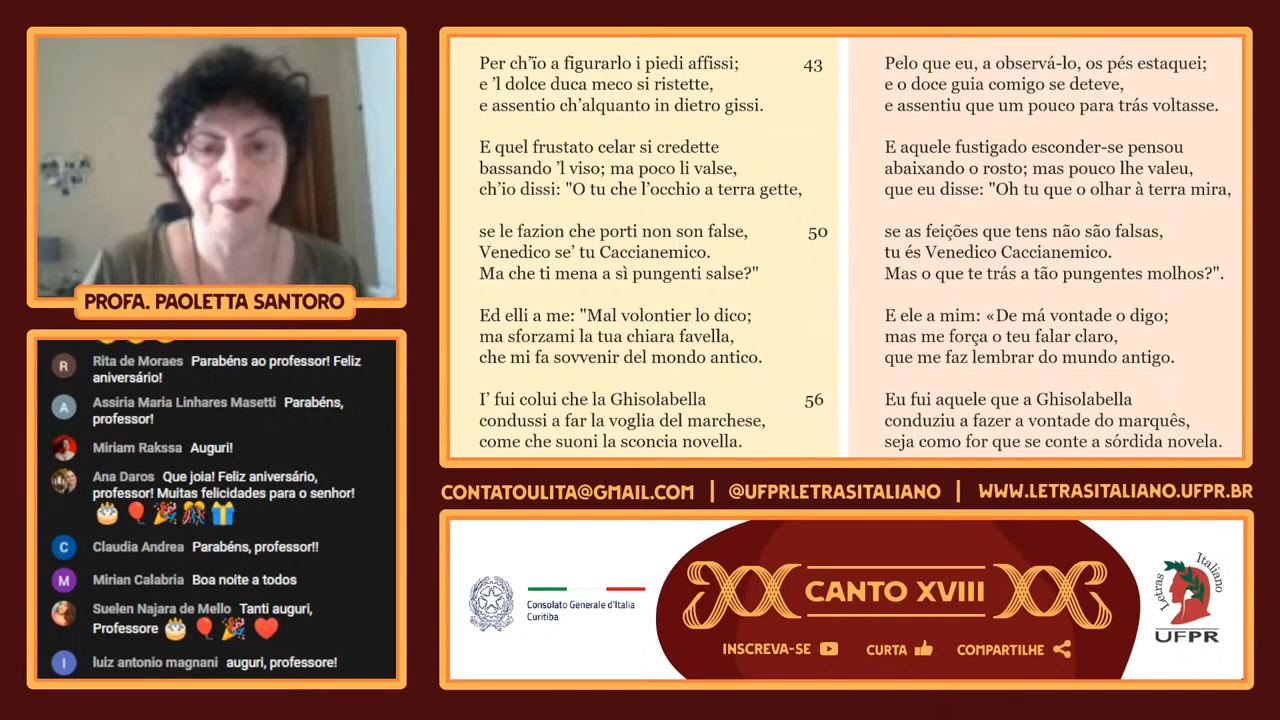 PROFA. PAOLETTA SANTORO
Rita de Moraes Parabéns ao professor! Feliz
aniversário!
Assiria Maria Linhares Masetti Parabéns,
professor!
Miriam Rakssa Auguri!
Ana Daros Que joia! Feliz aniversário,
professor! Muitas felicidades para o senhor!
Claudia Andrea Parabéns, professor!!
Mirian Calabria Boa noite a todos
Suelen Najara de Mello Tanti auguri,
Professore
luiz antonio magnani auguri, professore!
R
A
C
M
I
Per ch'ïo a figurarlo i piedi affissi; 43
e 'l dolce duca meco si ristette,
e assentio ch'alquanto in dietro gissi.
E quel frustato celar si credette
bassando 'l viso; ma poco li valse,
ch'io dissi: "O tu che l'occhio a terra gette,
se le fazion che porti non son false, 50
Venedico se' tu Caccianemico.
Ma che ti mena a sì pungenti salse?"
Ed elli a me: "Mal volontier lo dico;
ma sforzami la tua chiara favella,
che mi fa sovvenir del mondo antico.
I' fui colui che la Ghisolabella 56
condussi a far la voglia del marchese,
come che suoni la sconcia novella.
Pelo que eu, a observá-lo, os pés estaquei;
e o doce guia comigo se deteve,
e assentiu que um pouco para trás voltasse.
E aquele fustigado esconder-se pensou
abaixando o rosto; mas pouco lhe valeu,
que eu disse: "Oh tu que o olhar à terra mira,
se as feições que tens não são falsas,
tu és Venedico Caccianemico.
Mas o que te trás a tão pungentes molhos?".
E ele a mim: «De má vontade o digo;
mas me força o teu falar claro,
que me faz lembrar do mundo antigo.
Eu fui aquele que a Ghisolabella
conduziu a fazer a vontade do marquês,
seja como for que se conte a sórdida novela.
CONTATOULITA@GMAIL.COM | @UFPRLETRASITALIANO | WWW.LETRASITALIANO.UFPR.BR
Consolato Generale d'Italia
Curitiba
CANTO XVIII
INSCREVA-SE CURTA COMPARTILHE
Letras Italiano
UFPR